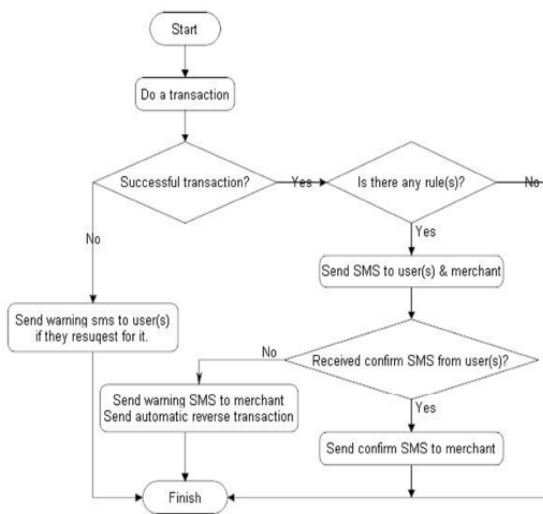 Start
Do a transaction
Successful transaction?
Yes
Is there any rule(s)?
No
No
Yes
Send SMS to user(s) & merchant
Send warning sms to user(s)
if they resuqest for it.
No
Received confirm SMS from user(s)?
Send warning SMS to merchant
Send automatic reverse transaction
Yes
Send confirm SMS to merchant
Finish